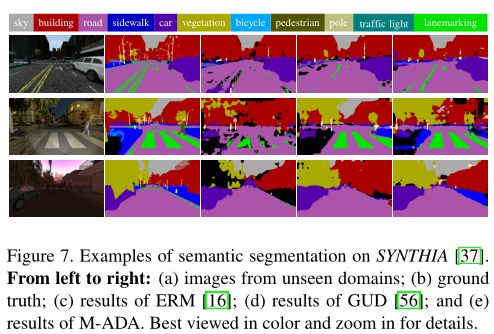 sky building road sidewalk car vegetation bicycle pedestrian pole traffic light lanemarking
Figure 7. Examples of semantic segmentation on SYNTHIA [37].
From left to right: (a) images from unseen domains; (b) ground
truth; (c) results of ERM [16]; (d) results of GUD [56]; and (e)
results of M-ADA. Best viewed in color and zoom in for details.